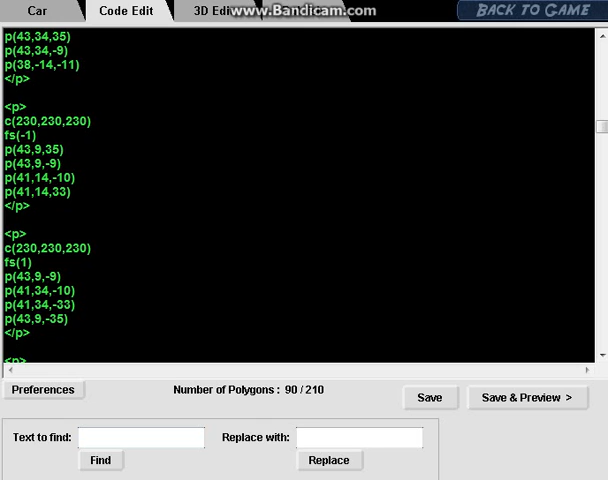 Car
Code Edit
3D Edi
www.Bandicam.com
BACK TO GAME
p(43,34,35)
p(43,34,-9)
p(38,-14,-11)
</p>
<p>
c(230,230,230)
fs(-1)
p(43,9,35)
p(43,9,-9)
p(41,14,-10)
p(41,14,33)
</p>
<p>
c(230,230,230)
fs(1)
p(43,9,-9)
p(41,34,-10)
p(41,34,-33)
p(43,9,-35)
</p>
<p>
Preferences
Number of Polygons : 90 / 210
Save
Save & Preview >
Text to find:
Replace with:
Find
Replace